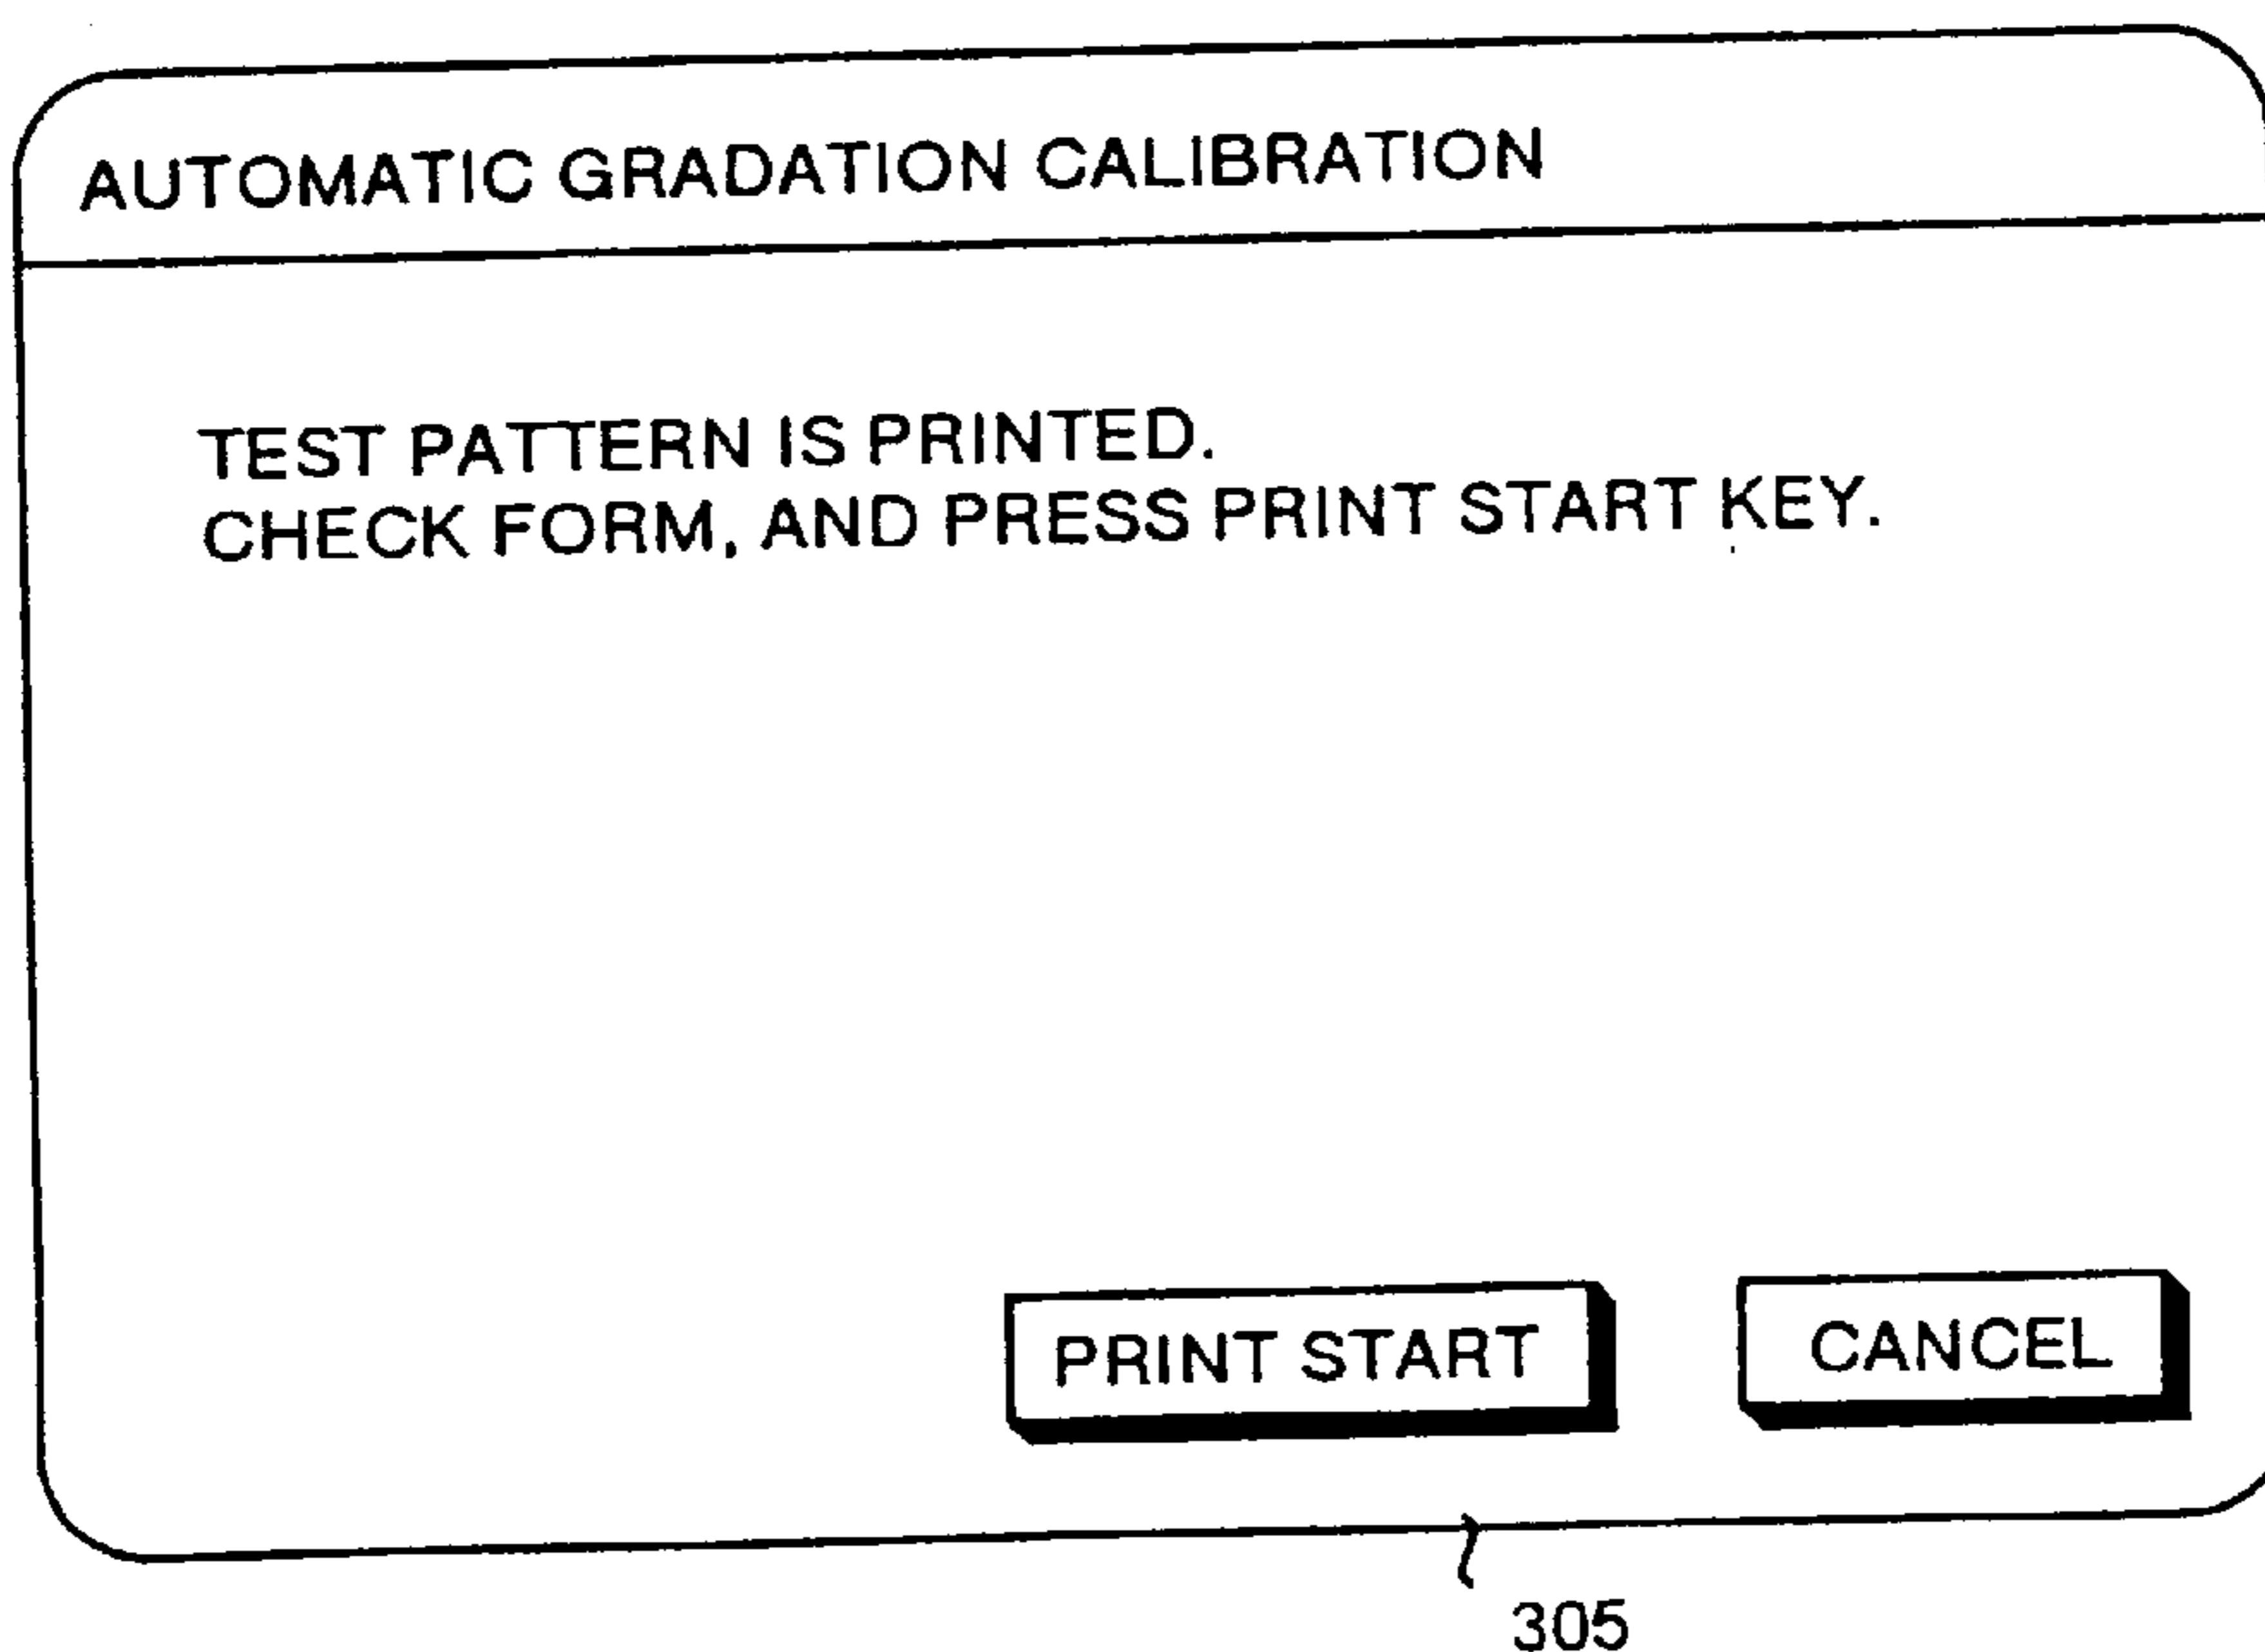 AUTOMATIC GRADATION CALIBRATION
TEST PATTERN IS PRINTED.
CHECK FORM, AND PRESS PRINT START KEY.
PRINT START
CANCEL
305